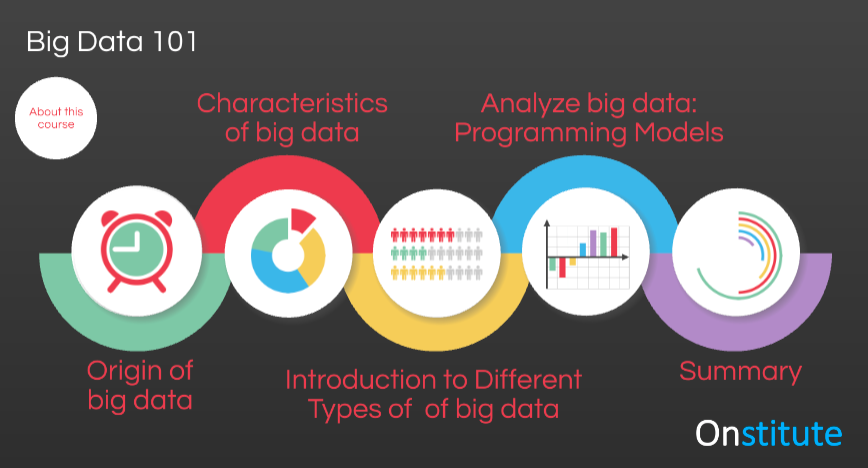 Big Data 101
About this
course
Characteristics
of big data
Analyze big data:
Programming Models
Origin of
big data
Introduction to Different
Types of  of big data
Summary
Onstitute